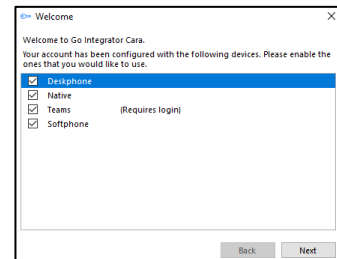 Welcome
Welcome to Go Integrator Cara.
Your account has been configured with the following devices. Please enable the
ones that you would like to use.
Deskphone
Native
Teams (Requires login)
Softphone
Back Next